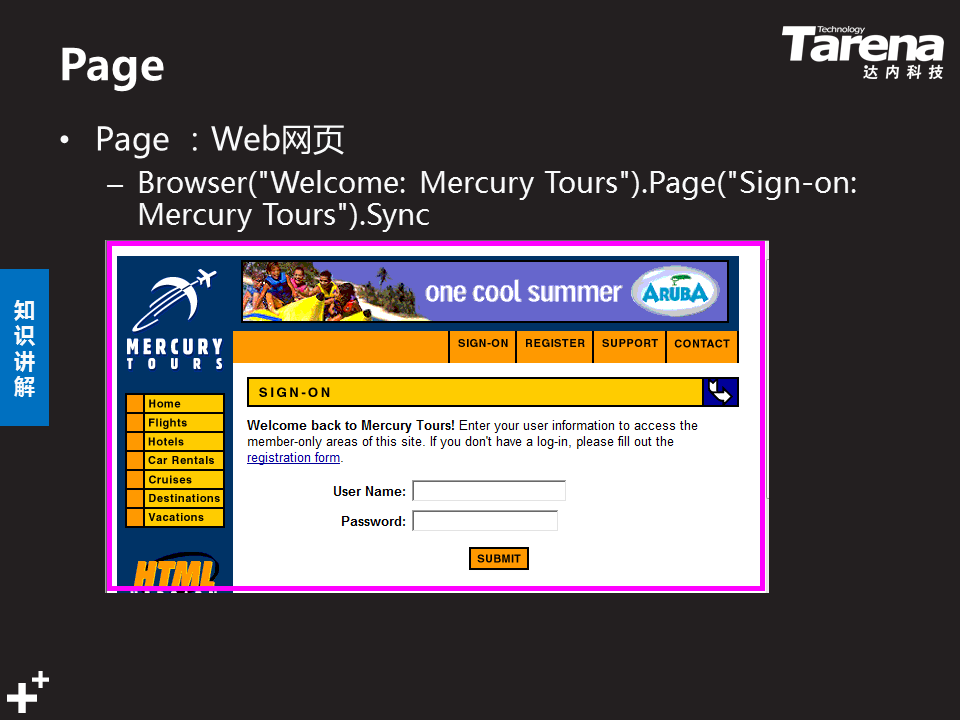 Page
Technology
Tarena
达内科技
• Page ：Web网页
– Browser("Welcome: Mercury Tours").Page("Sign-on:
Mercury Tours").Sync
知
识
讲
解
one cool summer
ARUBA
MERCURY
TOURS
SIGN-ON
REGISTER
SUPPORT
CONTACT
SIGN-ON
Home
Flights
Hotels
Car Rentals
Cruises
Destinations
Vacations
Welcome back to Mercury Tours! Enter your user information to access the
member-only areas of this site. If you don't have a log-in, please fill out the
registration form.
User Name:
Password:
SUBMIT
HTML